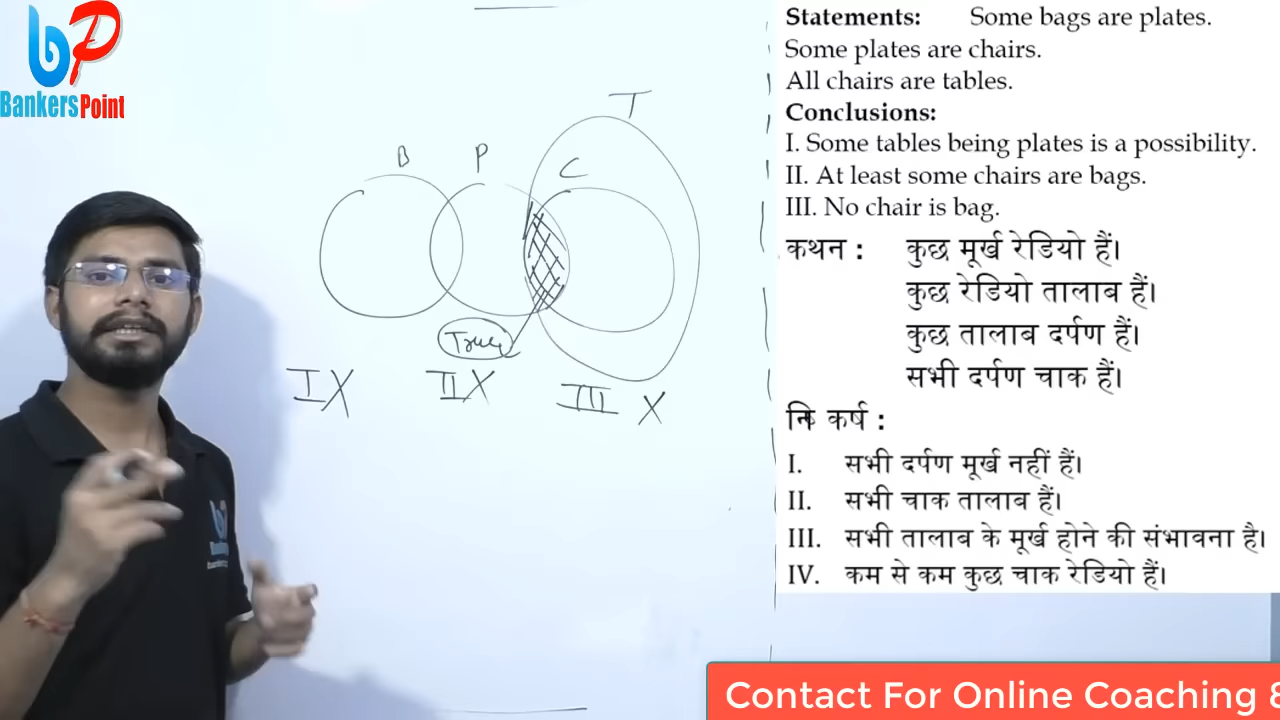 bp
BankersPoint
Statements: Some bags are plates.
Some plates are chairs.
All chairs are tables.
Conclusions:
I. Some tables being plates is a possibility.
II. At least some chairs are bags.
III. No chair is bag.
कथन : कुछ मूर्ख रेडियो हैं।
कुछ रेडियो तालाब हैं।
कुछ तालाब दर्पण हैं।
सभी दर्पण चाक हैं।
कर्ष :
I. सभी दर्पण मूर्ख नहीं हैं।
II. सभी चाक तालाब हैं।
III. सभी तालाब के मूर्ख होने की संभावना है।
IV. कम से कम कुछ चाक रेडियो हैं।
T
B P C
True
I X II X III X
bp
Contact For Online Coaching &